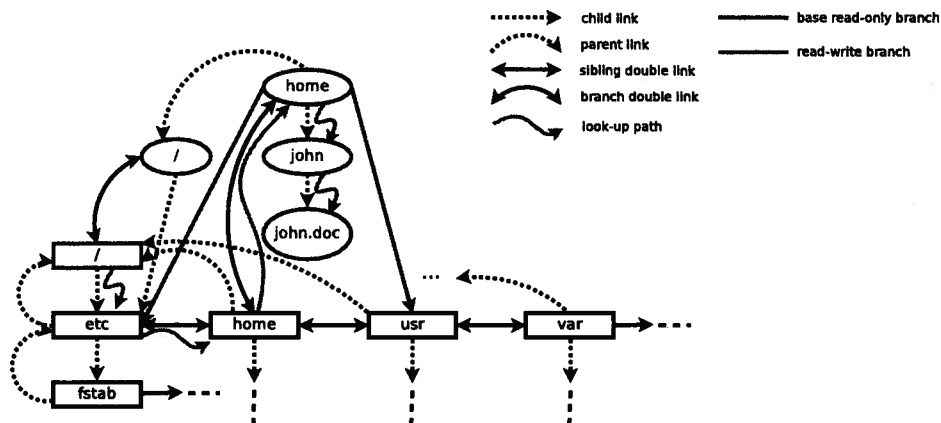 child link
base read-only branch
parent link
read-write branch
sibling double link
branch double link
look-up path
home
/
john
john.doc
/
...
etc
home
usr
var
fstab